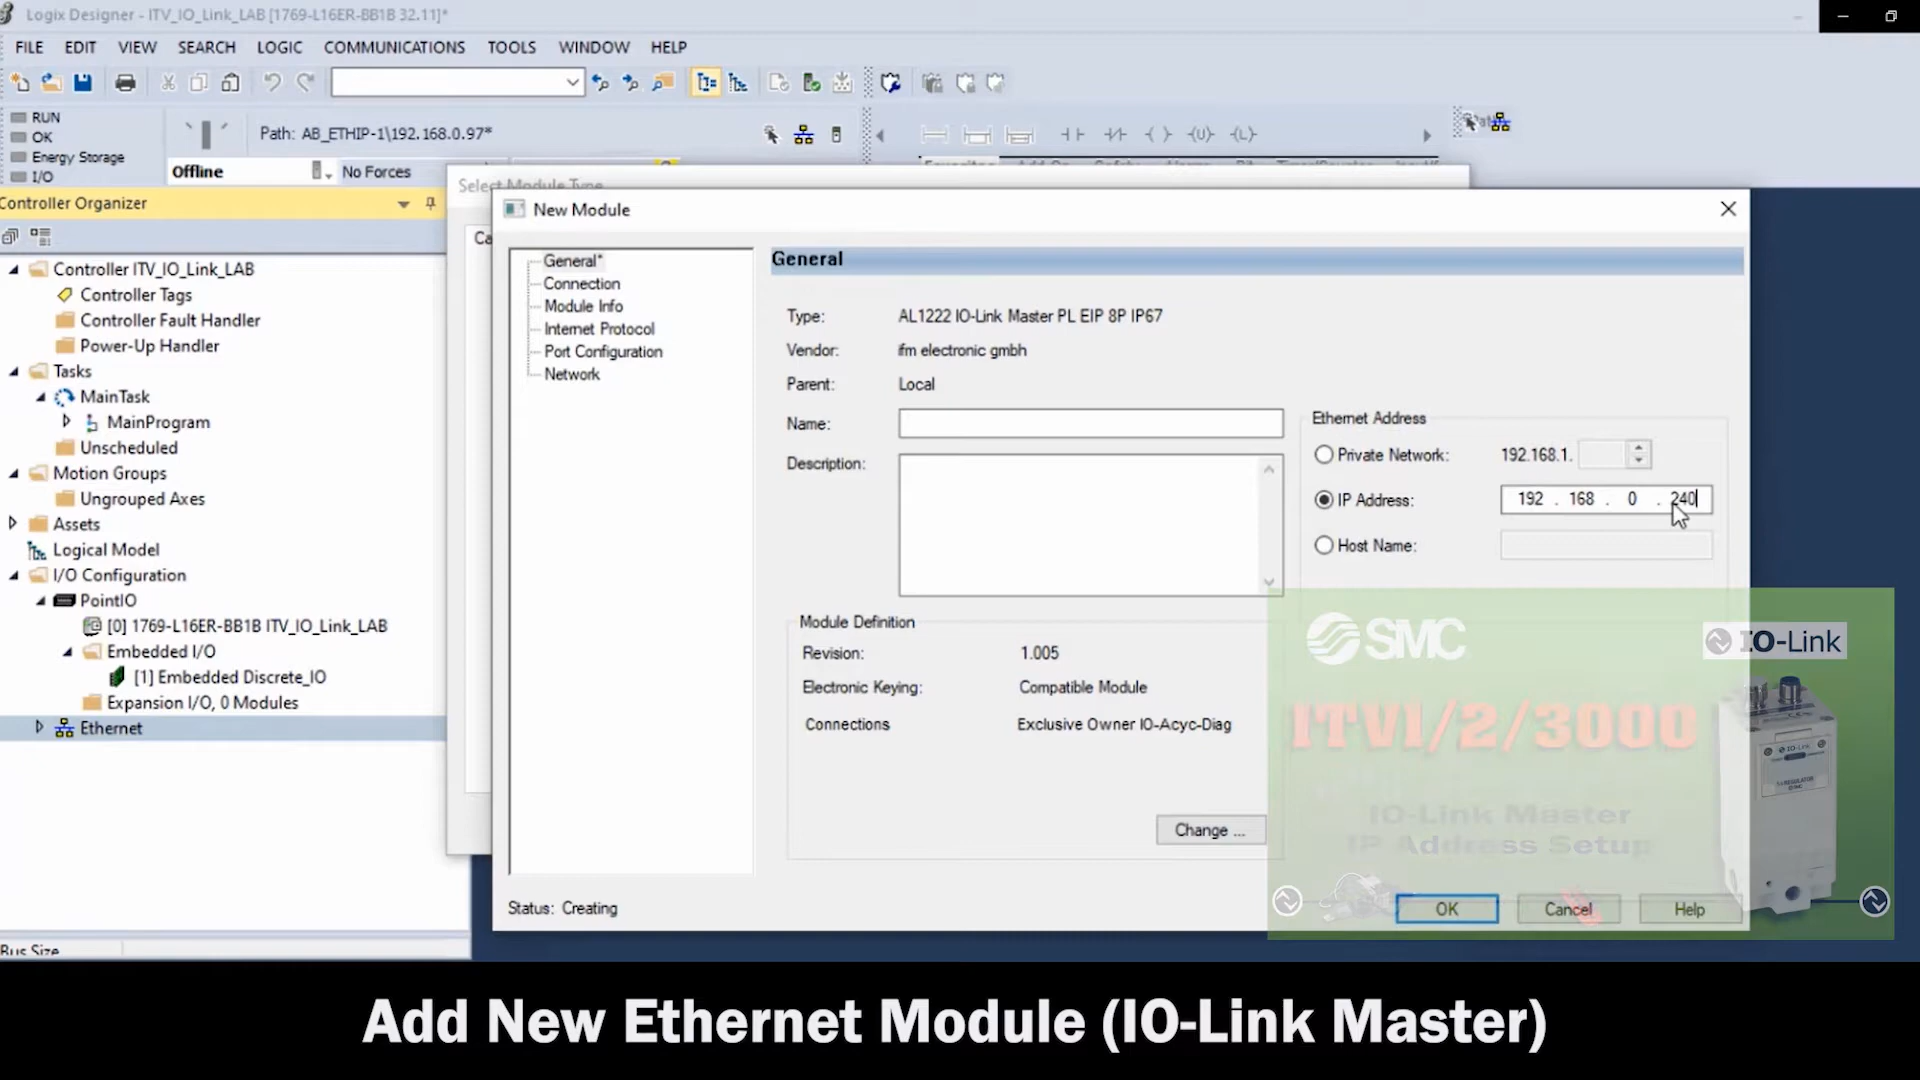 Logix Designer - ITV_IO_Link_LAB [1769-L16ER-BB1B 32.11]*
FILE EDIT VIEW SEARCH LOGIC COMMUNICATIONS TOOLS WINDOW HELP
RUN
OK
Energy Storage
I/O
Path: AB_ETHIP-1\192.168.0.97*
Offline
No Forces
Controller Organizer
Controller ITV_IO_Link_LAB
Controller Tags
Controller Fault Handler
Power-Up Handler
Tasks
MainTask
MainProgram
Unscheduled
Motion Groups
Ungrouped Axes
Assets
Logical Model
I/O Configuration
PointIO
[0] 1769-L16ER-BB1B ITV_IO_Link_LAB
Embedded I/O
[1] Embedded Discrete_IO
Expansion I/O, 0 Modules
Ethernet
Bus Size
Select Module Type
Ca
New Module
General*
Connection
Module Info
Internet Protocol
Port Configuration
Network
General
Type: AL1222 IO-Link Master PL EIP 8P IP67
Vendor: ifm electronic gmbh
Parent: Local
Name:
Description:
Ethernet Address
Private Network: 192.168.1.
IP Address: 192 . 168 . 0 . 240
Host Name:
Module Definition
Revision: 1.005
Electronic Keying: Compatible Module
Connections Exclusive Owner IO-Acyc-Diag
Change ...
Status: Creating
OK Cancel Help
SMC
IO-Link
ITV1/2/3000
IO-Link Master
IP Address Setup
IO-Link
Add New Ethernet Module (IO-Link Master)